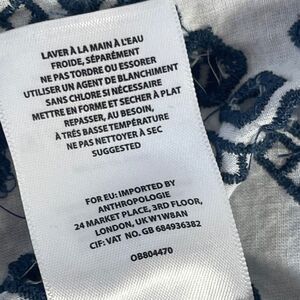 LAVER À LA MAIN À L'EAU
FROIDE, SÉPARÉMENT
NE PAS TORDRE OU ESSORER
UTILISER UN AGENT DE BLANCHIMENT
SANS CHLORE SI NÉCESSAIRE
METTRE EN FORME ET SÉCHER À PLAT
REPASSER, AU BESOIN,
À TRÈS BASSE TEMPÉRATURE
NE PAS NETTOYER À SEC
SUGGESTED
FOR EU: IMPORTED BY
ANTHROPOLOGIE
24 MARKET PLACE, 3RD FLOOR,
LONDON, UK W1W8AN
CIF: VAT NO. GB 684936382
OB804470